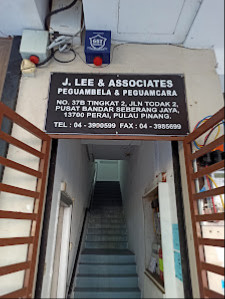 J. LEE & ASSOCIATES
PEGUAMBELA & PEGUAMCARA
NO. 37B TINGKAT 2, JLN TODAK 2,
PUSAT BANDAR SEBERANG JAYA,
13700 PERAI, PULAU PINANG.
TEL : 04 - 3900599 FAX : 04 - 3985699